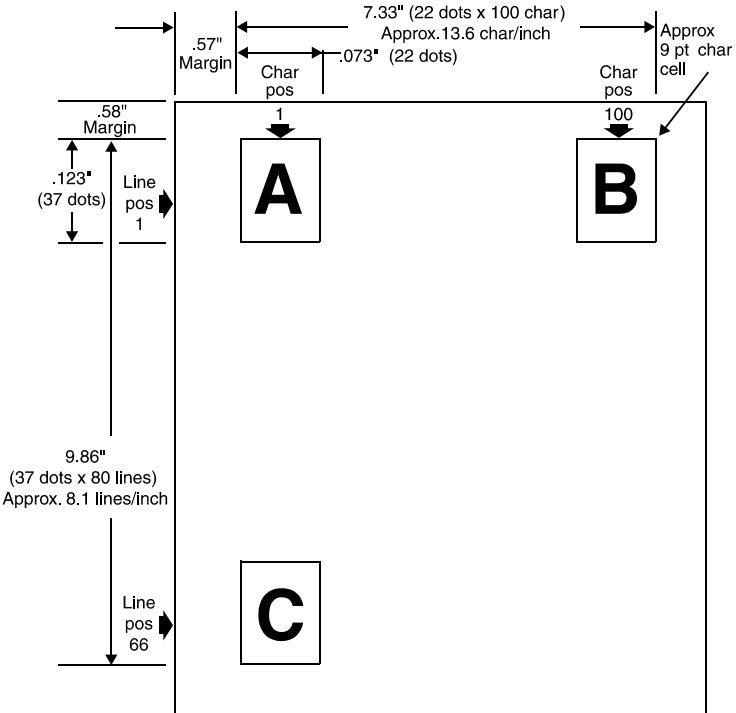 7.33" (22 dots x 100 char)
Approx.13.6 char/inch
.57"
Margin
.073" (22 dots)
Approx
9 pt char
cell
Char
pos
1
Char
pos
100
.58"
Margin
.123"
(37 dots)
Line
pos
1
A
B
9.86"
(37 dots x 80 lines)
Approx. 8.1 lines/inch
Line
pos
66
C